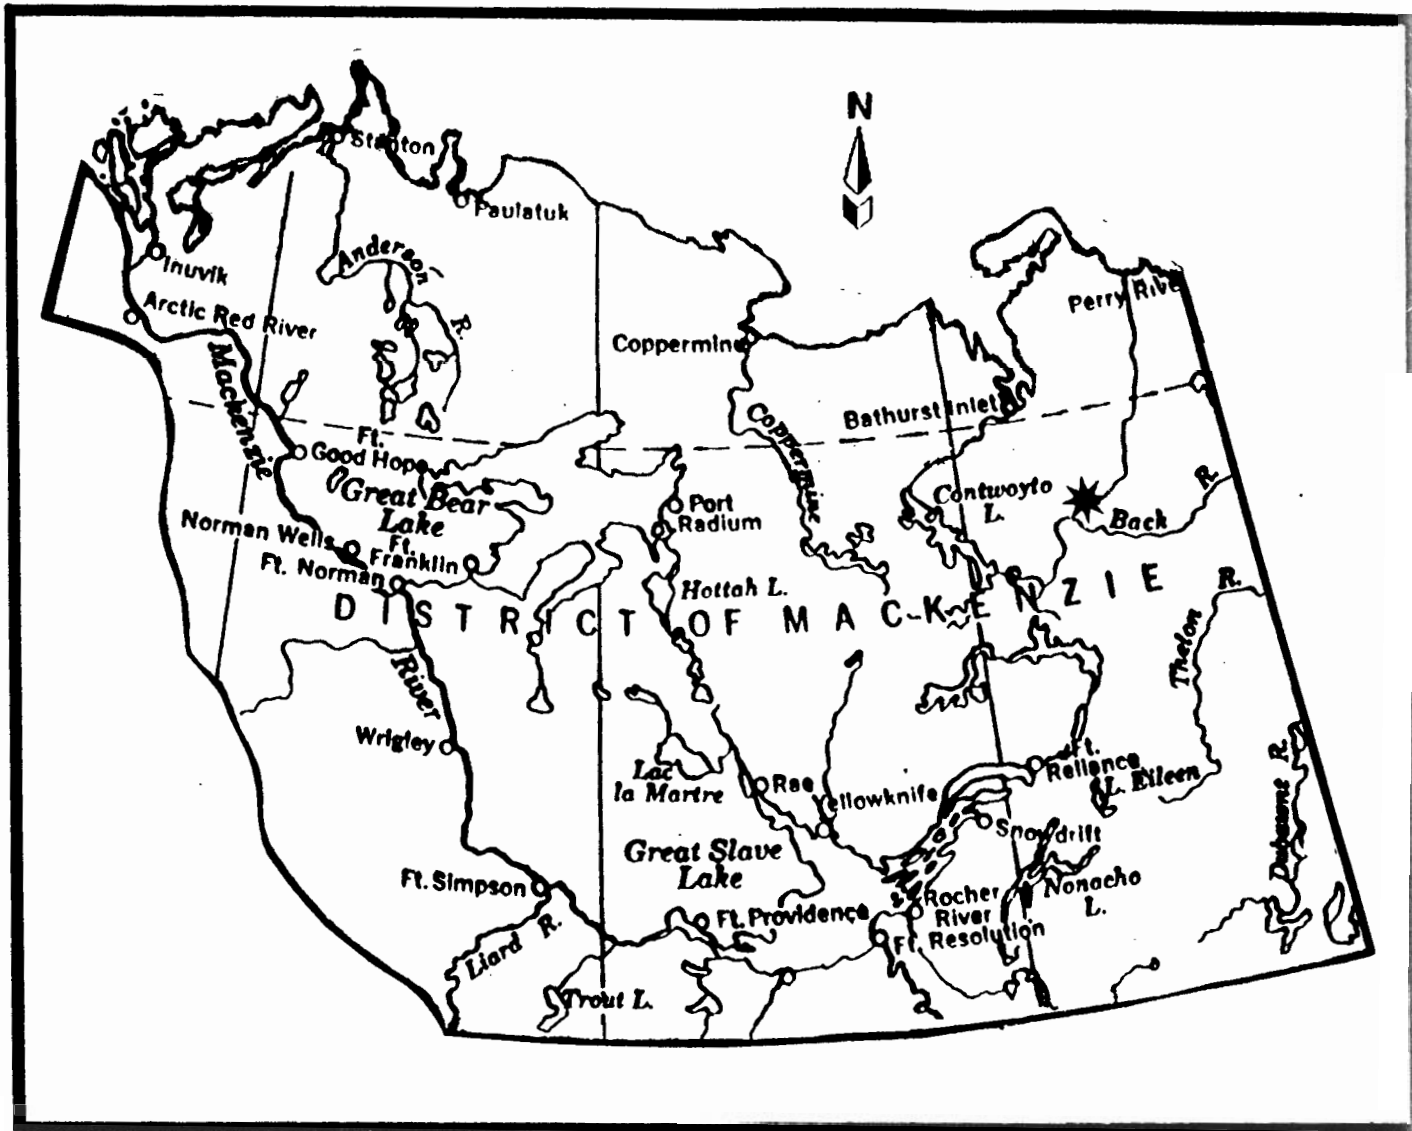 N
Stanton
Paulatuk
Inuvik
Anderson
R.
Arctic Red River
Perry River
Coppermine
Mackenzie
Bathurst Inlet
Coppermine
Ft.
Good Hope
Great Bear
Lake
Port
Radium
Contwoyto
L.
Back
R.
Norman Wells
Ft.
Franklin
Ft. Norman
Hottah L.
DISTRICT OF MACKENZIE
R.
Thelon
River
Wrigley
Lac
la Martre
Rae
Yellowknife
Ft.
Reliance
L. Eileen
Dubawnt R.
Snowdrift
Great Slave
Lake
Ft. Simpson
Nonacho
L.
Rocher
River
Ft. Providence
Ft. Resolution
Liard R.
Trout L.